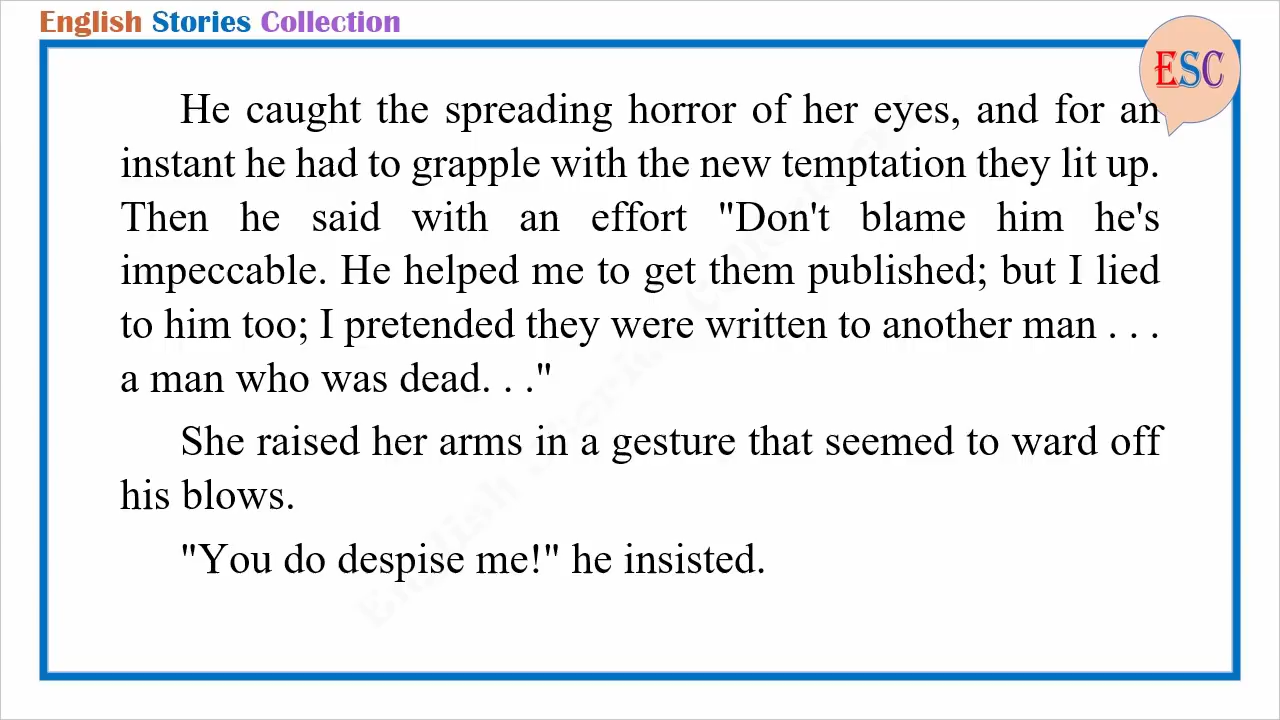 English Stories Collection
ESC
He caught the spreading horror of her eyes, and for an
instant he had to grapple with the new temptation they lit up.
Then he said with an effort "Don't blame him he's
impeccable. He helped me to get them published; but I lied
to him too; I pretended they were written to another man . . .
a man who was dead. . ."
She raised her arms in a gesture that seemed to ward off
his blows.
"You do despise me!" he insisted.